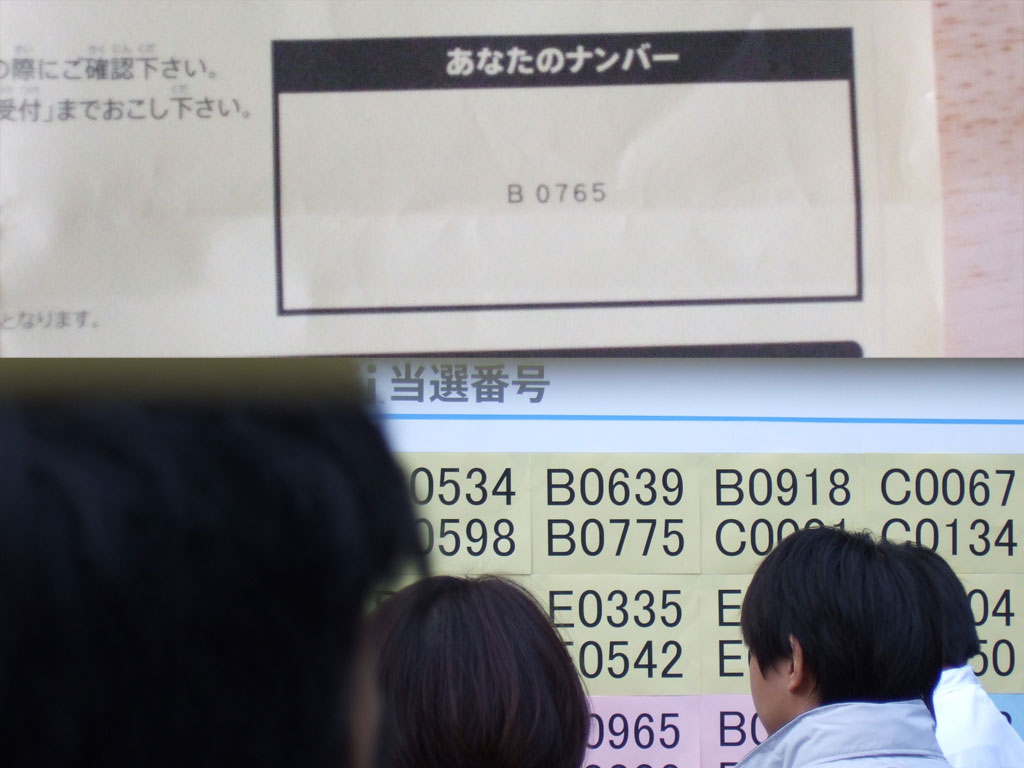 の際にご確認下さい。
受付」までおこし下さい。
となります。
あなたのナンバー
B 0765
当選番号
0534 B0639 B0918 C0067
0598 B0775 C0134
E0335 04
E0542 50
0965